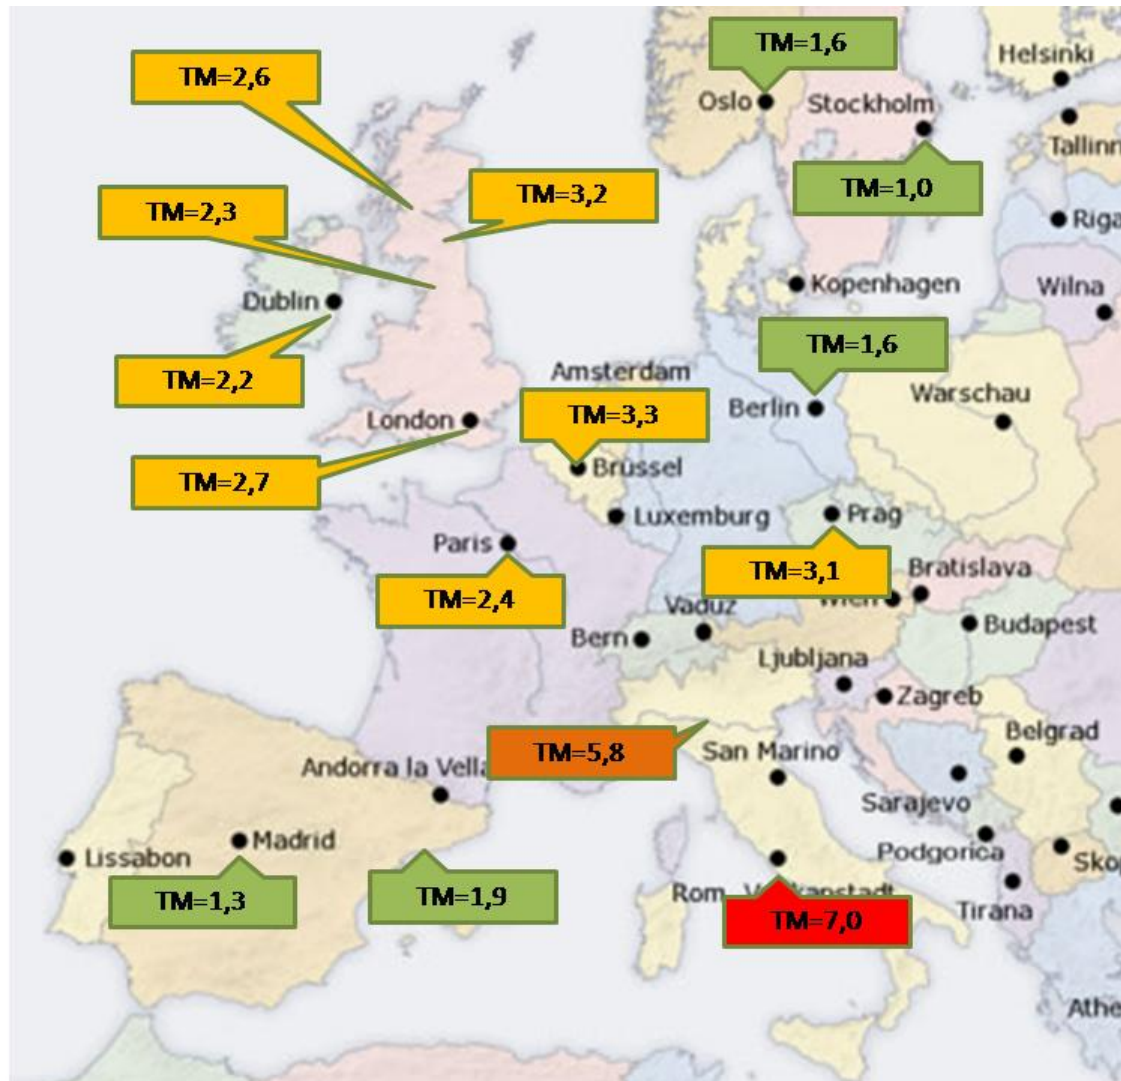 TM=1,6
TM=2,6
Helsinki
Oslo
Stockholm
Tallinn
TM=1,0
TM=3,2
TM=2,3
Riga
Dublin
Kopenhagen
Wilna
TM=1,6
TM=2,2
Amsterdam
Warschau
TM=3,3
Berlin
London
Brüssel
TM=2,7
Luxemburg
Prag
Paris
TM=3,1
Bratislava
TM=2,4
Wien
Vaduz
Bern
Budapest
Ljubljana
Zagreb
TM=5,8
San Marino
Belgrad
Andorra la Vella
Sarajevo
Madrid
Lissabon
Podgorica
Skop
TM=1,3
TM=1,9
Rom
Tirana
TM=7,0
Athe